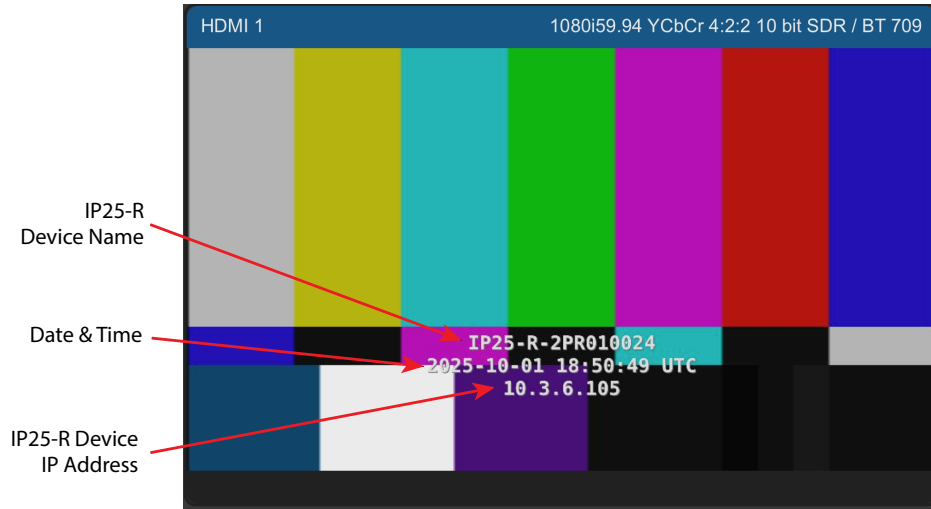 HDMI 1
1080i59.94 YCbCr 4:2:2 10 bit SDR / BT 709
IP25-R
Device Name
Date & Time
IP25-R Device
IP Address
IP25-R-2PR010024
2025-10-01 18:50:49 UTC
10.3.6.105